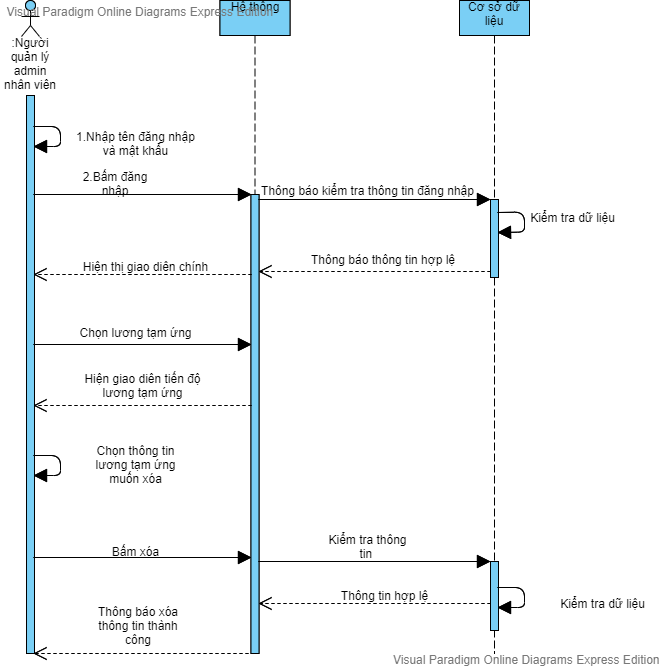 Visual Paradigm Online Diagrams Express Edition
Hệ thống
Cơ sở dữ
liệu
:Người
quản lý
admin
nhân viên
1.Nhập tên đăng nhập
và mật khẩu
2.Bấm đăng
nhập
Thông báo kiểm tra thông tin đăng nhập
Kiểm tra dữ liệu
Thông báo thông tin hợp lệ
Hiện thị giao diên chính
Chọn lương tạm ứng
Hiện giao diên tiến độ
lương tạm ứng
Chọn thông tin
lương tạm ứng
muốn xóa
Bấm xóa
Kiểm tra thông
tin
Thông tin hợp lệ
Kiểm tra dữ liệu
Thông báo xóa
thông tin thành
công
Visual Paradigm Online Diagrams Express Edition